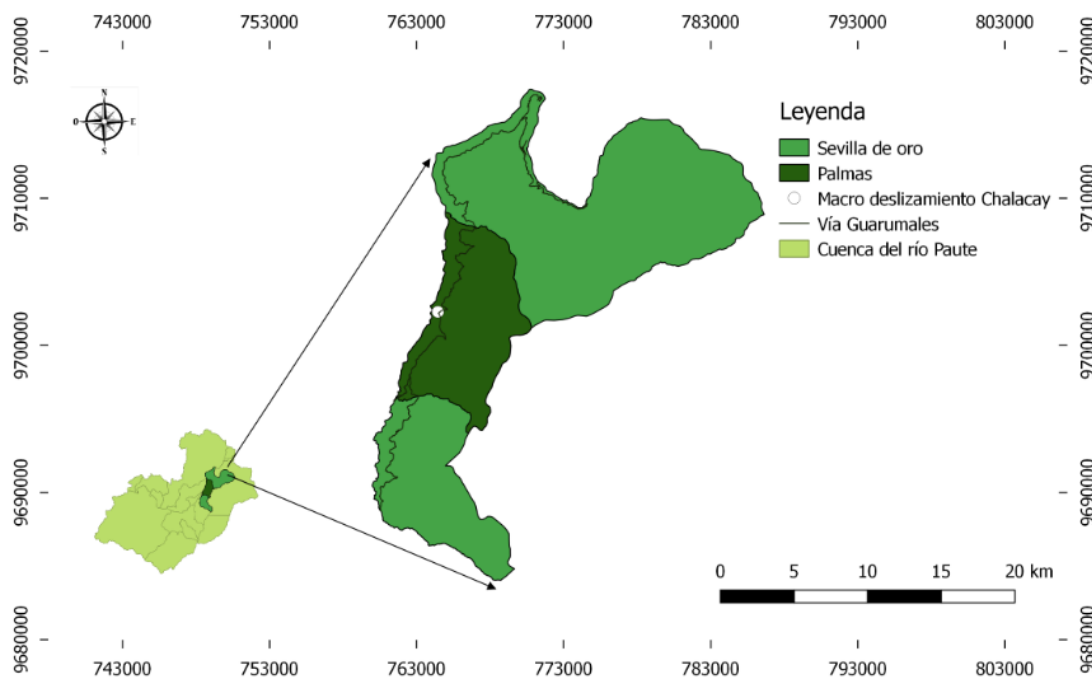 743000 753000 763000 773000 783000 793000 803000
9720000 9720000
N
O E
S
Leyenda
Sevilla de oro
Palmas
Macro deslizamiento Chalacay
Vía Guarumales
Cuenca del río Paute
9710000 9710000
9700000 9700000
9690000 9690000
0 5 10 15 20 km
9680000 9680000
743000 753000 763000 773000 783000 793000 803000